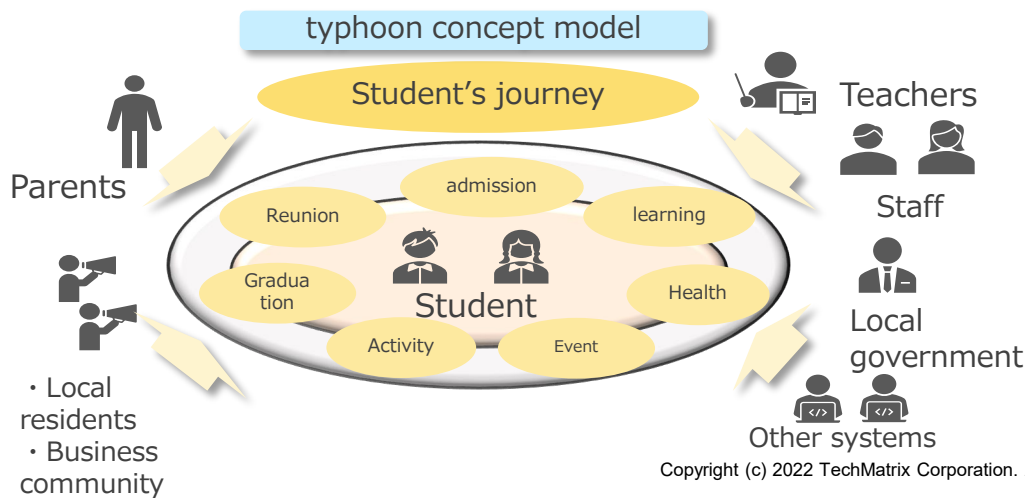 typhoon concept model
Student's journey
Teachers
Parents
admission
Reunion
learning
Staff
Gradua
tion
Student
Health
Activity
Event
Local
government
・Local
residents
・Business
community
Other systems
Copyright (c) 2022 TechMatrix Corporation.